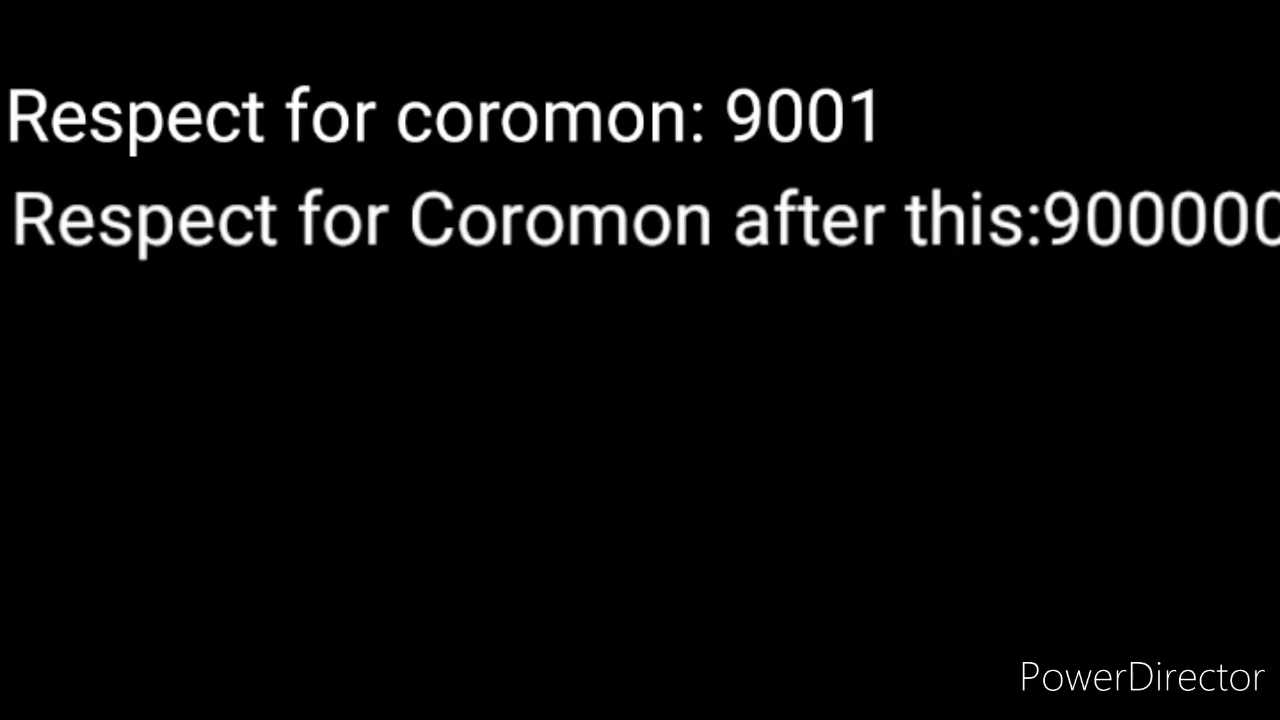 Respect for coromon: 9001
Respect for Coromon after this:900000
PowerDirector